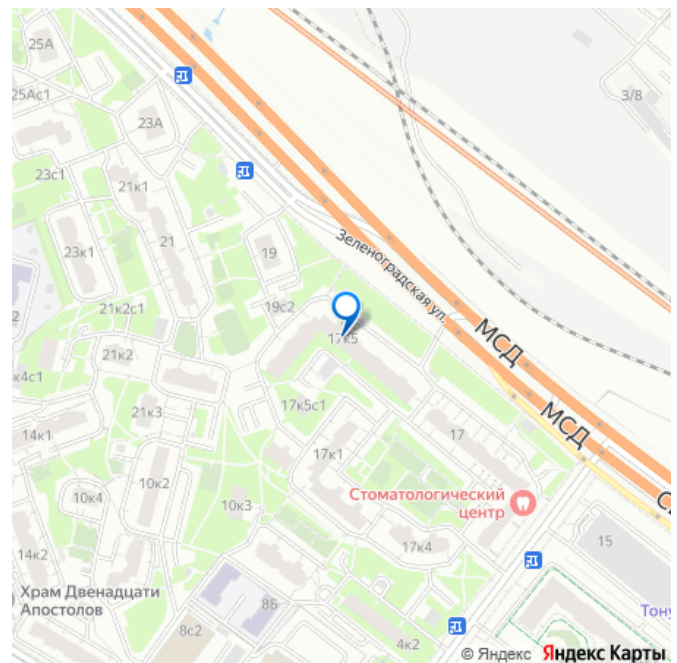 25А
25Ас1
23А
3/8
23с1
21к1
21
23к1
19
Зеленоградская ул.
19с2
21к2с1
2
17к5
МСД
21к2
к4с1
МСД
21к3
17к5с1
14к1
17
17к1
10к4
10к2
Стоматологический
центр
10к3
С
17к4
15
14к2
Храм Двенадцати
Апостолов
8Б
Тону
8с2
4к2
© Яндекс Яндекс Карты